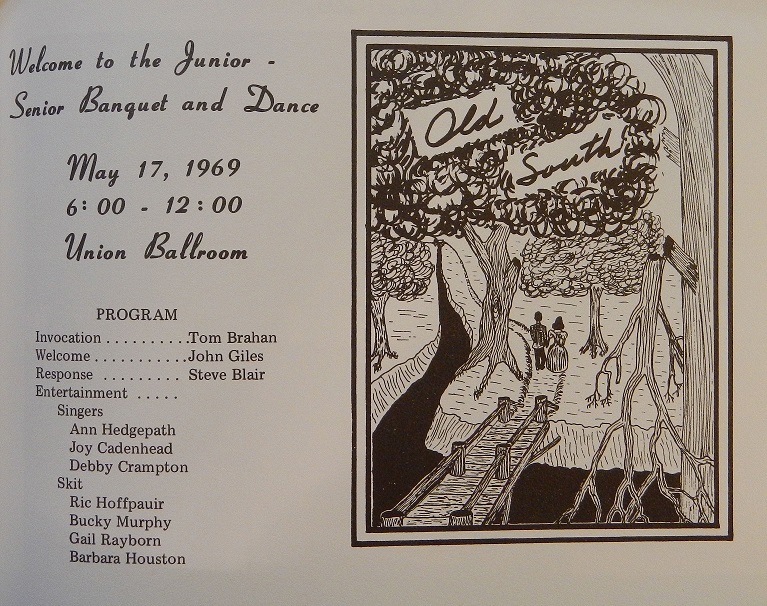 Welcome to the Junior -
Senior Banquet and Dance
May 17, 1969
6:00 - 12:00
Union Ballroom
PROGRAM
Invocation . . . . . . . . . .Tom Brahan
Welcome . . . . . . . . . . .John Giles
Response . . . . . . . . . Steve Blair
Entertainment . . . . .
Singers
Ann Hedgepath
Joy Cadenhead
Debby Crampton
Skit
Ric Hoffpauir
Bucky Murphy
Gail Rayborn
Barbara Houston
Old
South